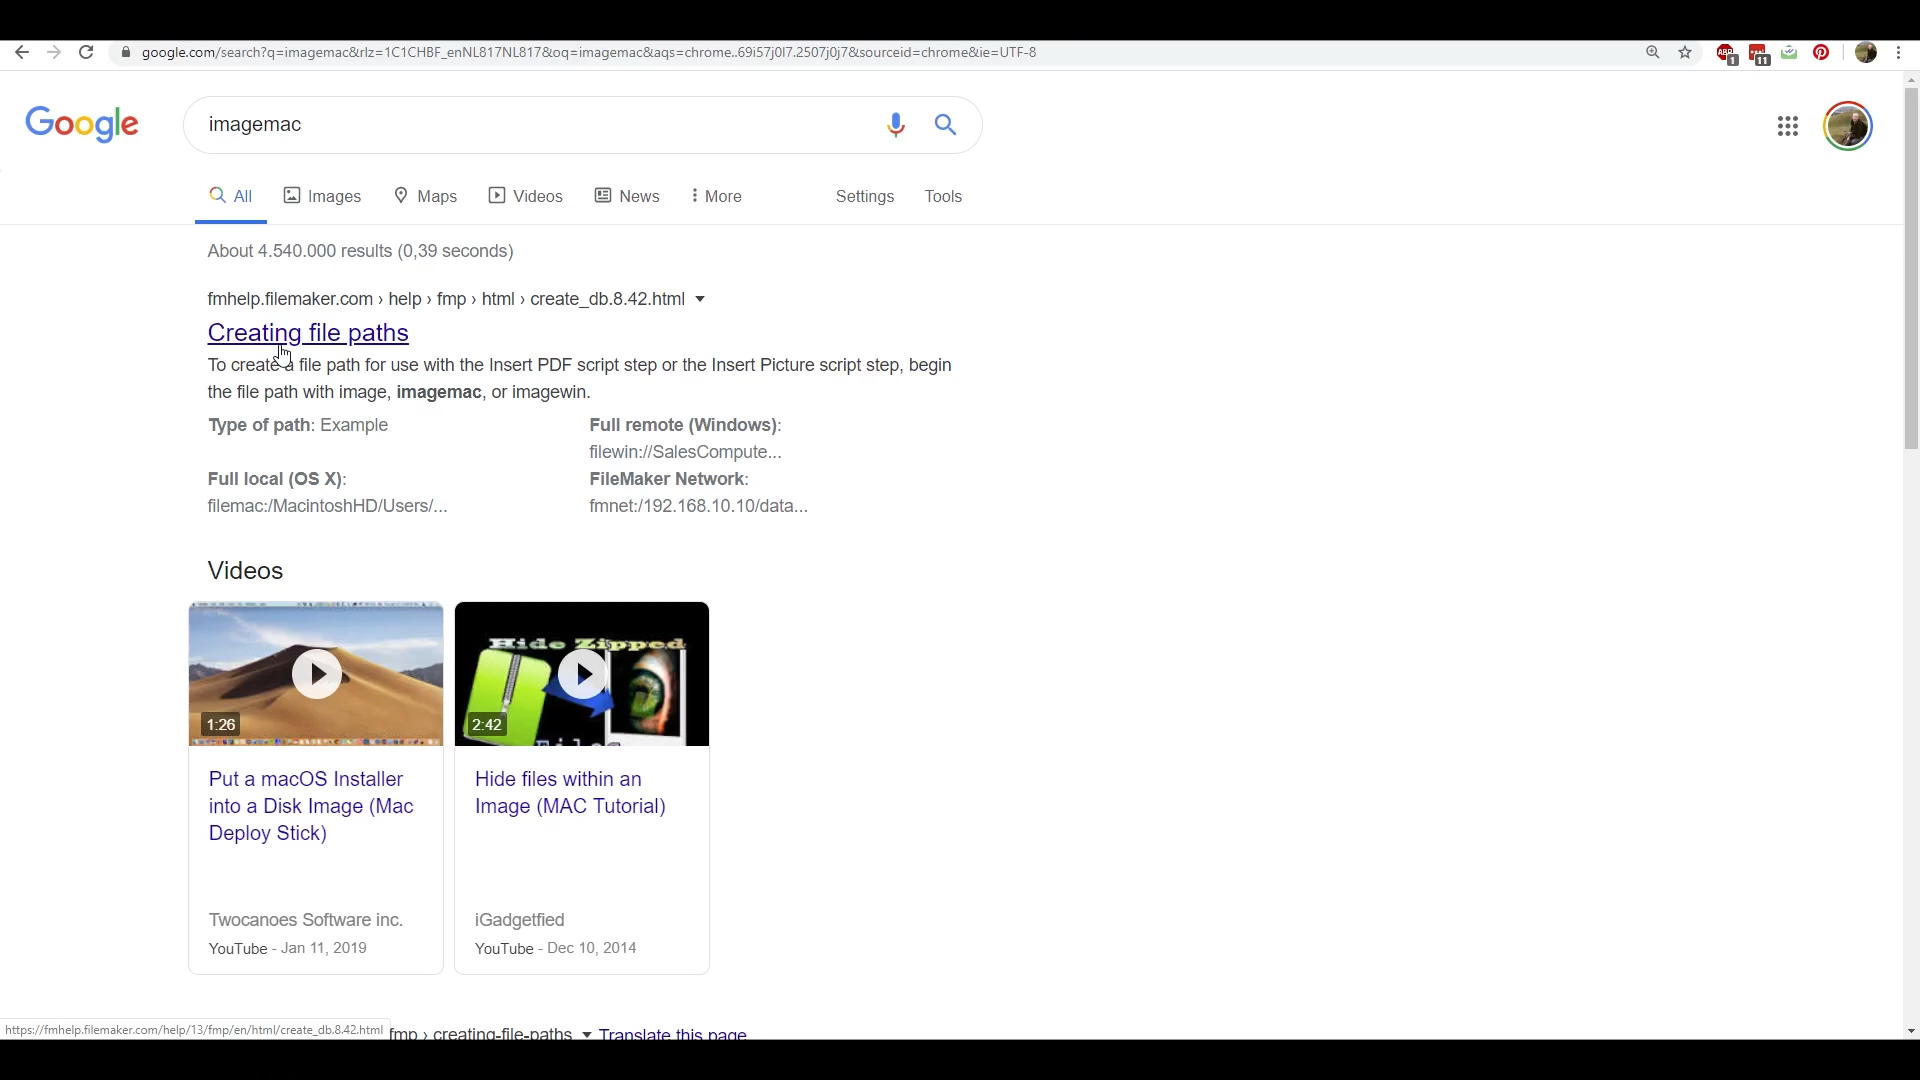 google.com/search?q=imagemac&rlz=1C1CHBF_enNL817NL817&oq=imagemac&aqs=chrome..69i57j0l7.2507j0j7&sourceid=chrome&ie=UTF-8
ABP 1 11
Google imagemac
All Images Maps Videos News More Settings Tools
About 4.540.000 results (0,39 seconds)
fmhelp.filemaker.com › help › fmp › html › create_db.8.42.html
Creating file paths
To create a file path for use with the Insert PDF script step or the Insert Picture script step, begin
the file path with image, imagemac, or imagewin.
Type of path: Example Full remote (Windows):
filewin://SalesCompute...
Full local (OS X): FileMaker Network:
filemac:/MacintoshHD/Users/... fmnet:/192.168.10.10/data...
Videos
Hide Zipped
1:26 2:42
Put a macOS Installer
into a Disk Image (Mac
Deploy Stick)
Hide files within an
Image (MAC Tutorial)
Twocanoes Software inc.
YouTube - Jan 11, 2019
iGadgetfied
YouTube - Dec 10, 2014
https://fmhelp.filemaker.com/help/13/fmp/en/html/create_db.8.42.html fmp › creating-file-paths Translate this page